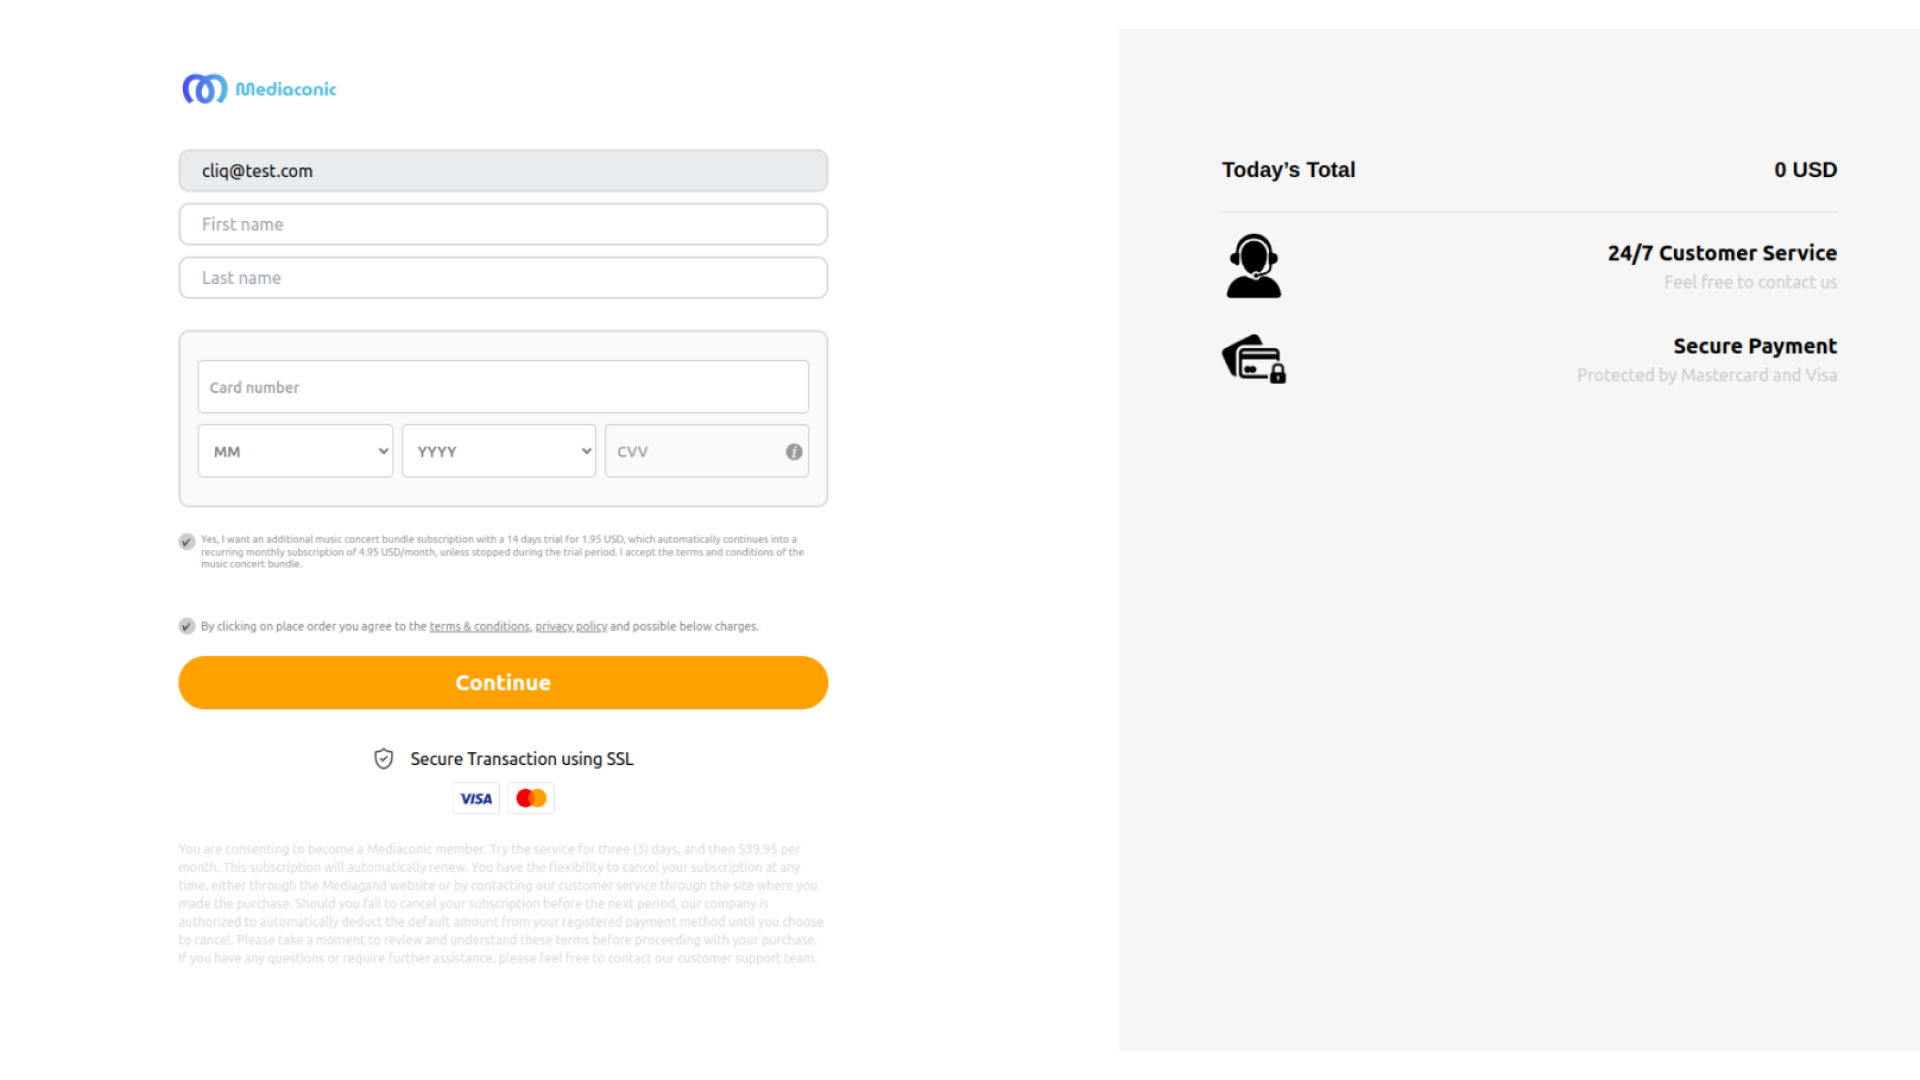 Mediaconic
cliq@test.com
First name
Last name
Card number
MM
YYYY
CVV
i
Yes, I want an additional music concert bundle subscription with a 14 days trial for 1.95 USD, which automatically continues into a
recurring monthly subscription of 4.95 USD/month, unless stopped during the trial period. I accept the terms and conditions of the
music concert bundle.
By clicking on place order you agree to the terms & conditions, privacy policy and possible below charges.
Continue
Secure Transaction using SSL
VISA
You are consenting to become a Mediaconic member. Try the service for three (3) days, and then $39.95 per
month. This subscription will automatically renew. You have the flexibility to cancel your subscription at any
time, either through the Mediagand website or by contacting our customer service through the site where you
made the purchase. Should you fail to cancel your subscription before the next period, our company is
authorized to automatically deduct the default amount from your registered payment method until you choose
to cancel. Please take a moment to review and understand these terms before proceeding with your purchase.
If you have any questions or require further assistance, please feel free to contact our customer support team.
Today’s Total
0 USD
24/7 Customer Service
Feel free to contact us
Secure Payment
Protected by Mastercard and Visa